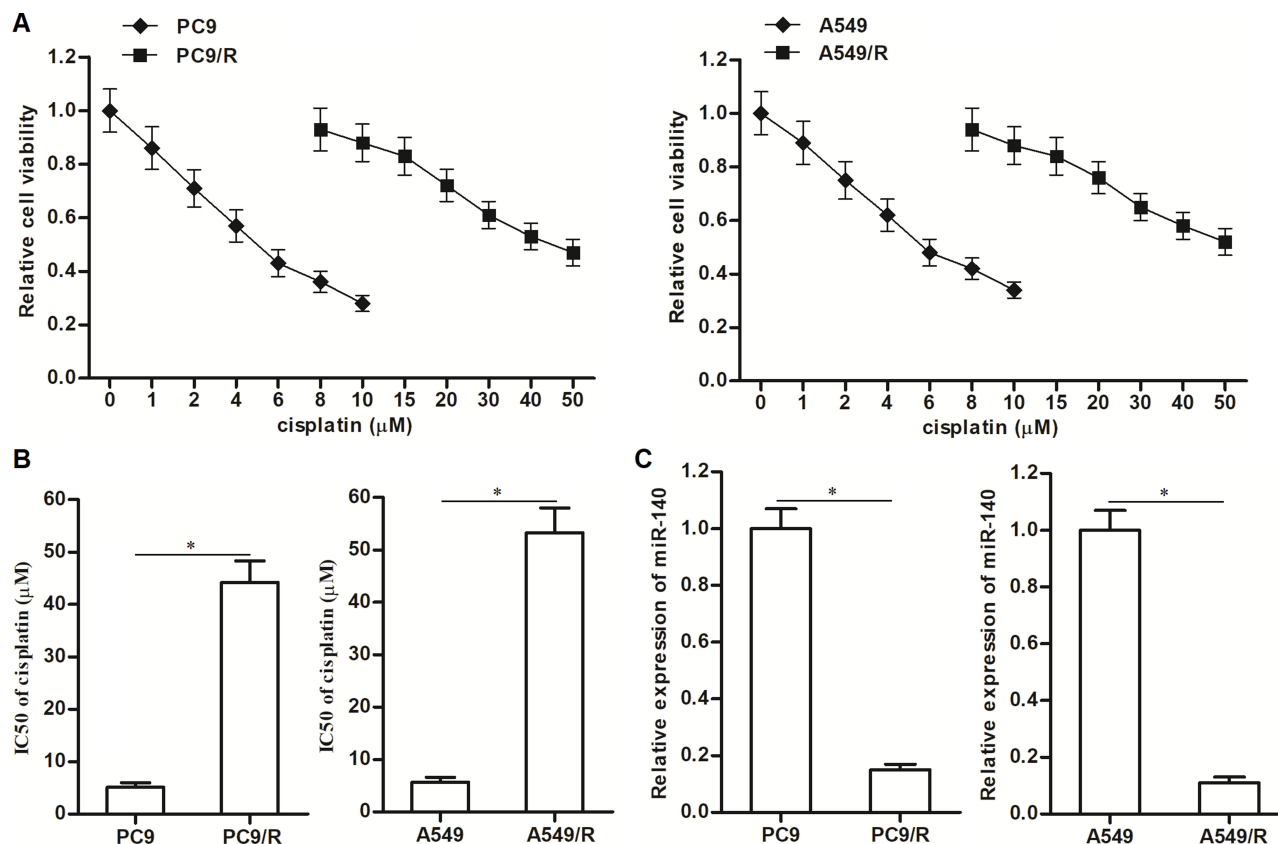 A
PC9
PC9/R
Relative cell viability
1.2
1.0
0.8
0.6
0.4
0.2
0.0
0 1 2 4 6 8 10 15 20 30 40 50
cisplatin (μM)
A549
A549/R
Relative cell viability
1.2
1.0
0.8
0.6
0.4
0.2
0.0
0 1 2 4 6 8 10 15 20 30 40 50
cisplatin (μM)
B
IC50 of cisplatin (μM)
60
50
40
30
20
10
0
*
PC9 PC9/R
IC50 of cisplatin (μM)
60
50
40
30
20
10
0
*
A549 A549/R
C
Relative expression of miR-140
1.2
1.0
0.8
0.6
0.4
0.2
0.0
*
PC9 PC9/R
Relative expression of miR-140
1.2
1.0
0.8
0.6
0.4
0.2
0.0
*
A549 A549/R